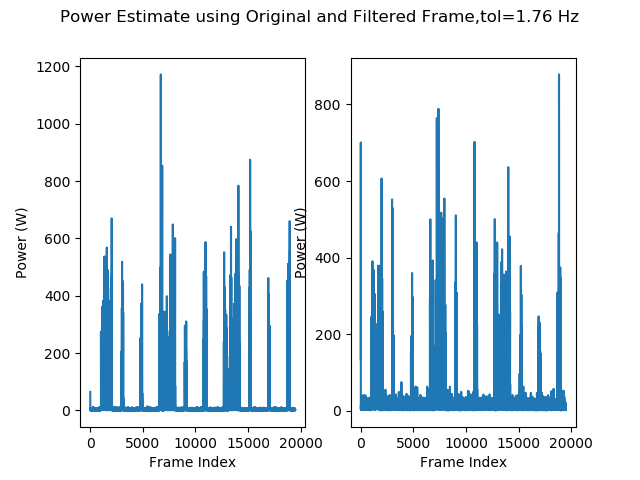 Power Estimate using Original and Filtered Frame,tol=1.76 Hz
1200
1000
800
600
400
200
0
Power (W)
0 5000 10000 15000 20000
Frame Index
800
600
400
200
0
Power (W)
0 5000 10000 15000 20000
Frame Index